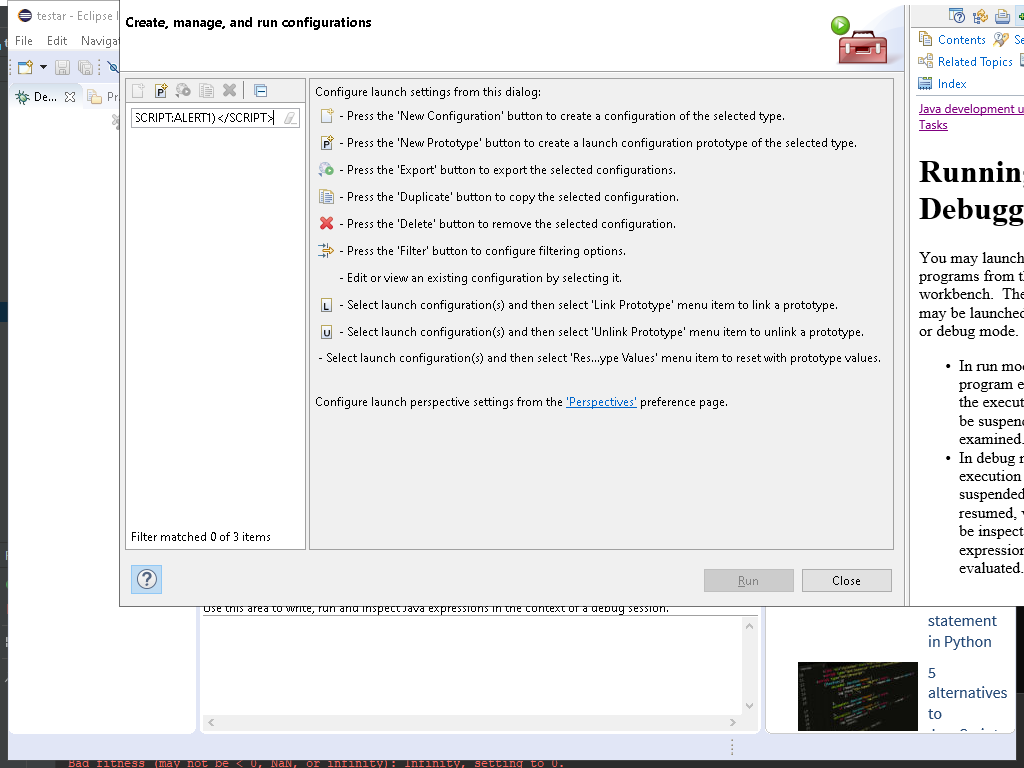 testar - Eclipse I
Create, manage, and run configurations
File Edit Navigat
Contents Se
Related Topics
Index
De...
Pr
SCRIPT:ALERT1)</SCRIPT>
Configure launch settings from this dialog:
- Press the 'New Configuration' button to create a configuration of the selected type.
- Press the 'New Prototype' button to create a launch configuration prototype of the selected type.
- Press the 'Export' button to export the selected configurations.
- Press the 'Duplicate' button to copy the selected configuration.
- Press the 'Delete' button to remove the selected configuration.
- Press the 'Filter' button to configure filtering options.
- Edit or view an existing configuration by selecting it.
L - Select launch configuration(s) and then select 'Link Prototype' menu item to link a prototype.
U - Select launch configuration(s) and then select 'Unlink Prototype' menu item to unlink a prototype.
- Select launch configuration(s) and then select 'Res...ype Values' menu item to reset with prototype values.
Configure launch perspective settings from the 'Perspectives' preference page.
Filter matched 0 of 3 items
Run
Close
Java development u
Tasks
Running
Debugg
You may launch
programs from th
workbench. The
may be launched
or debug mode.
• In run mod
program e
the execut
be suspend
examined.
• In debug m
execution
suspended
resumed, v
be inspect
expression
evaluated.
Use this area to write, run and inspect Java expressions in the context of a debug session.
statement
in Python
5
alternatives
to
Bad fitness (may not be < 0, NaN, or infinity): Infinity, setting to 0.